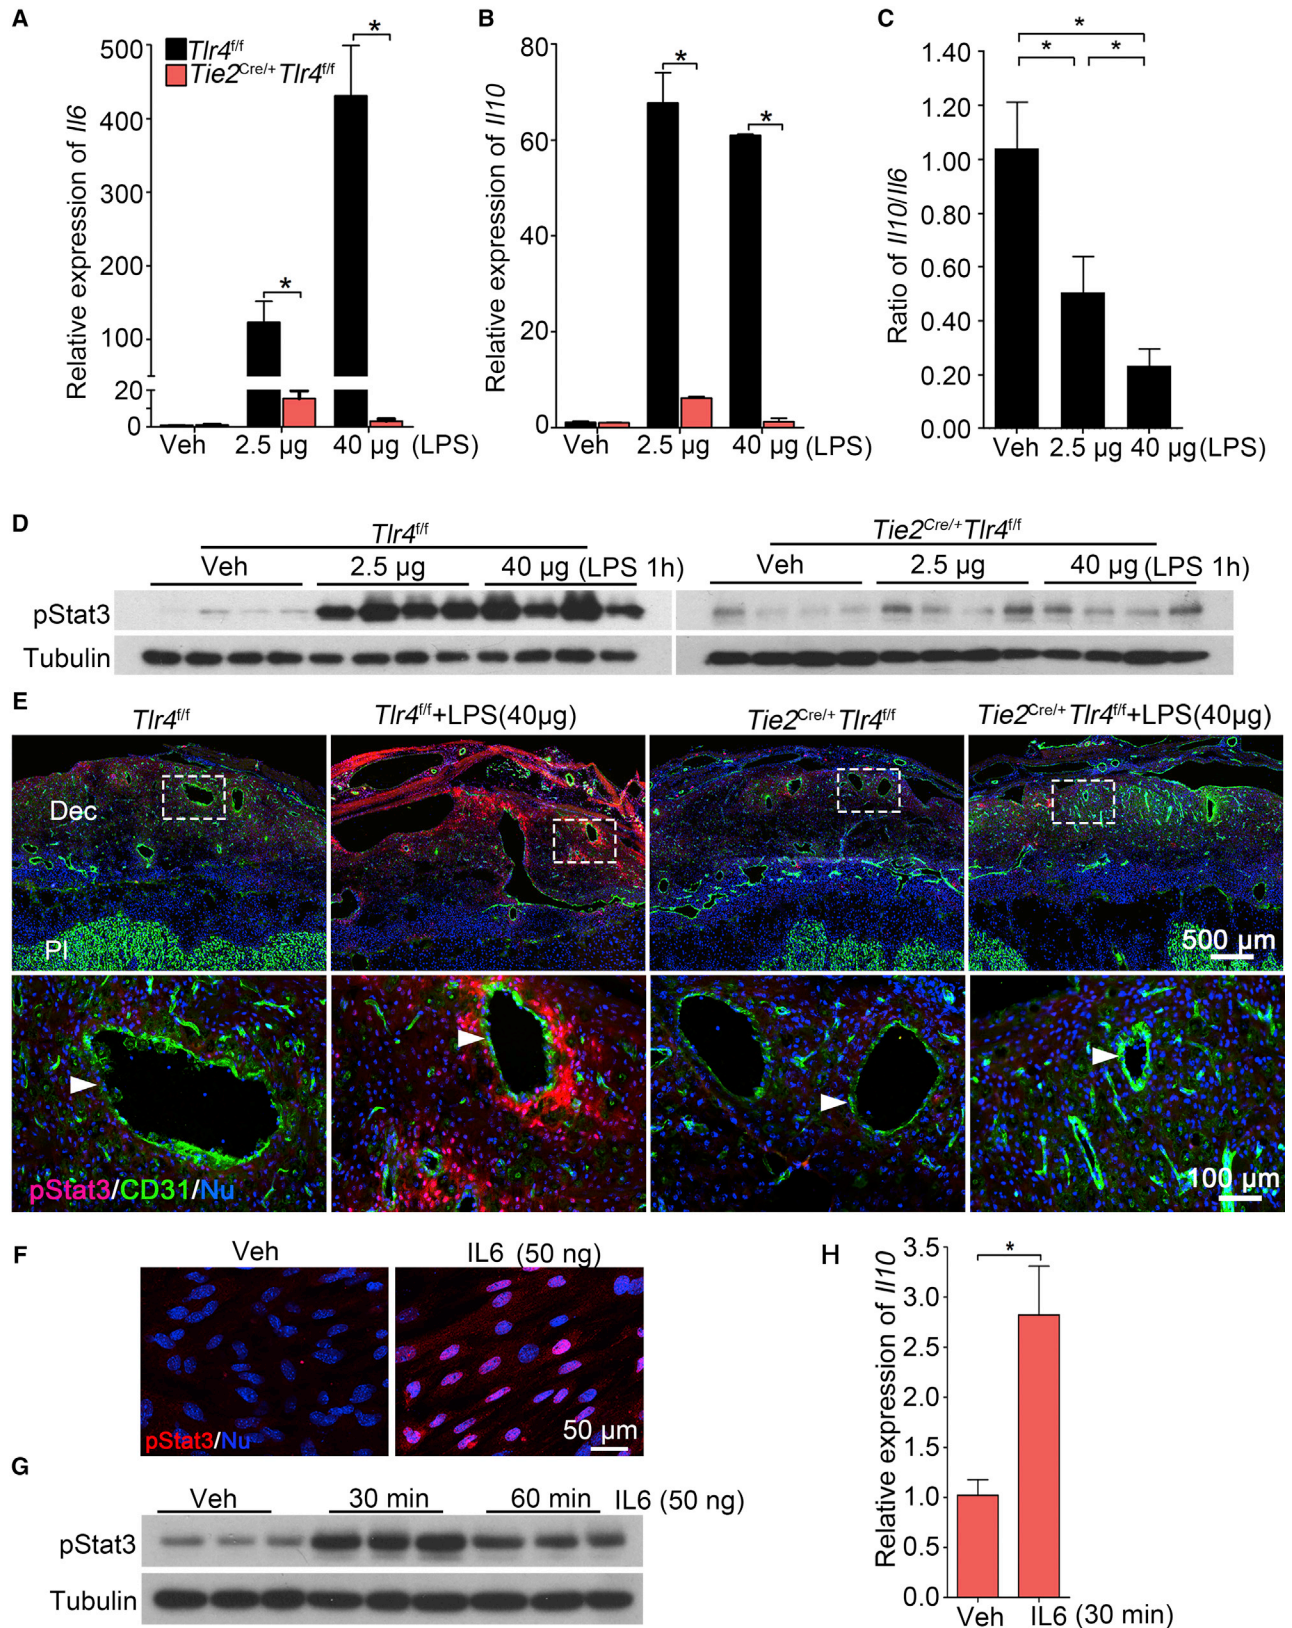 A
Relative expression of Il6
500
400
300
200
100
20
0
Tlr4f/f
Tie2Cre/+ Tlr4f/f
*
*
Veh 2.5 µg 40 µg (LPS)
B
Relative expression of Il10
80
60
40
20
0
*
*
Veh 2.5 µg 40 µg (LPS)
C
Ratio of Il10/Il6
1.40
1.20
1.00
0.80
0.60
0.40
0.20
0.00
*
* *
Veh 2.5 µg 40 µg (LPS)
D
Tlr4f/f
Tie2Cre/+Tlr4f/f
Veh 2.5 µg 40 µg (LPS 1h)
Veh 2.5 µg 40 µg (LPS 1h)
pStat3
Tubulin
E
Tlr4f/f
Tlr4f/f+LPS(40µg)
Tie2Cre/+ Tlr4f/f
Tie2Cre/+ Tlr4f/f+LPS(40µg)
Dec
Pl
500 µm
pStat3/CD31/Nu
100 µm
F
Veh
IL6 (50 ng)
pStat3/Nu
50 µm
G
Veh 30 min 60 min IL6 (50 ng)
pStat3
Tubulin
H
Relative expression of Il10
3.5
3.0
2.5
2.0
1.5
1.0
0.5
0.0
*
Veh IL6 (30 min)